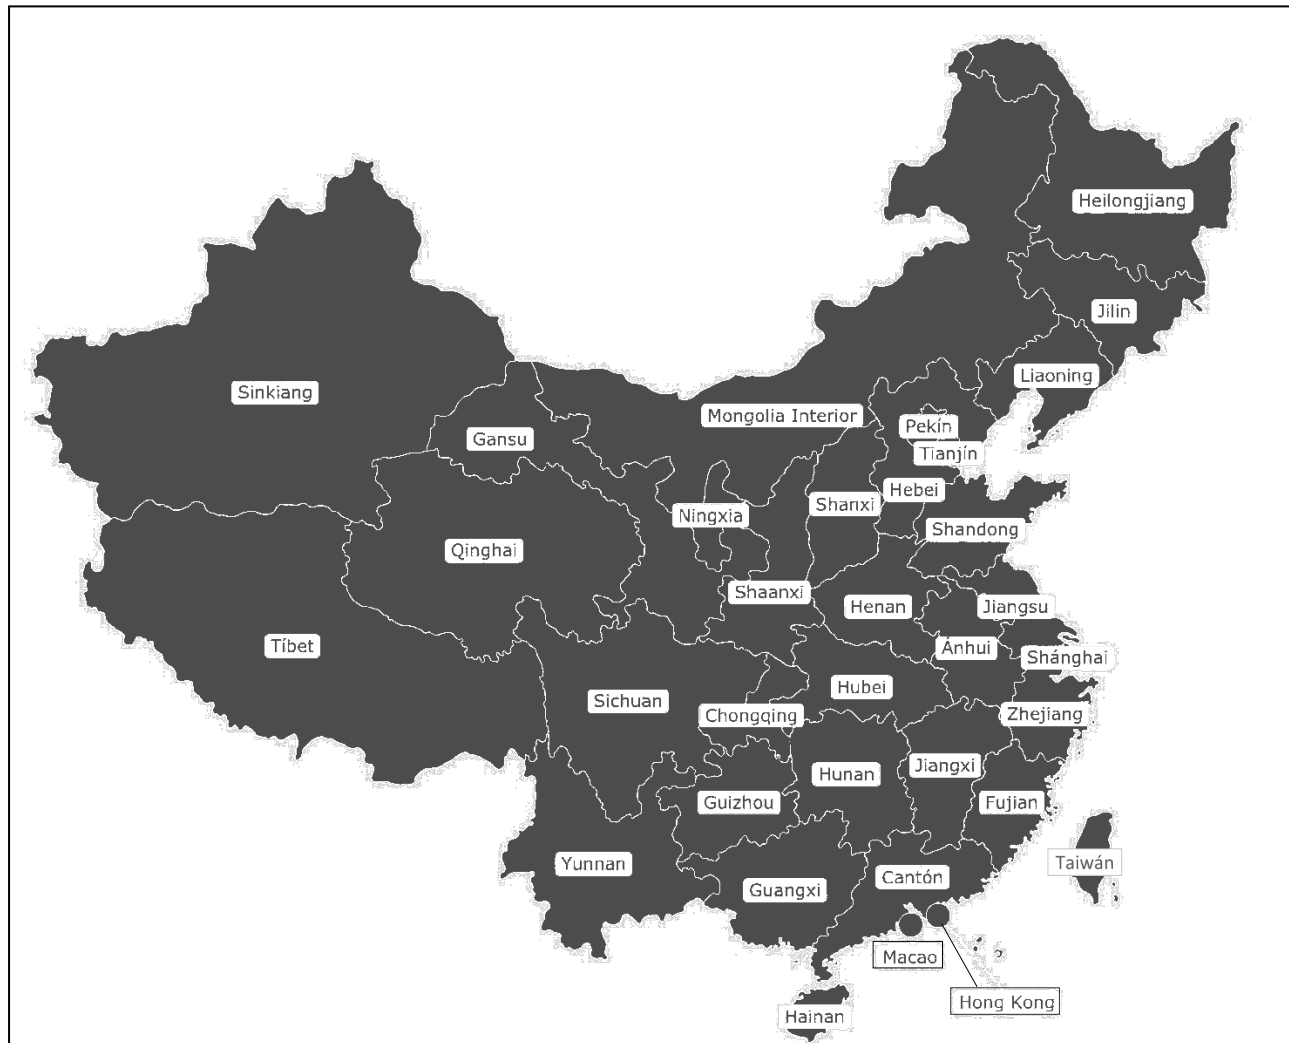 Heilongjiang
Jilin
Liaoning
Sinkiang
Mongolia Interior
Pekín
Gansu
Tianjín
Hebei
Shanxi
Ningxia
Shandong
Qinghai
Shaanxi
Henan
Jiangsu
Tíbet
Ánhui
Shánghai
Sichuan
Hubei
Chongqing
Zhejiang
Jiangxi
Hunan
Guizhou
Fujian
Taiwán
Yunnan
Cantón
Guangxi
Macao
Hong Kong
Hainan